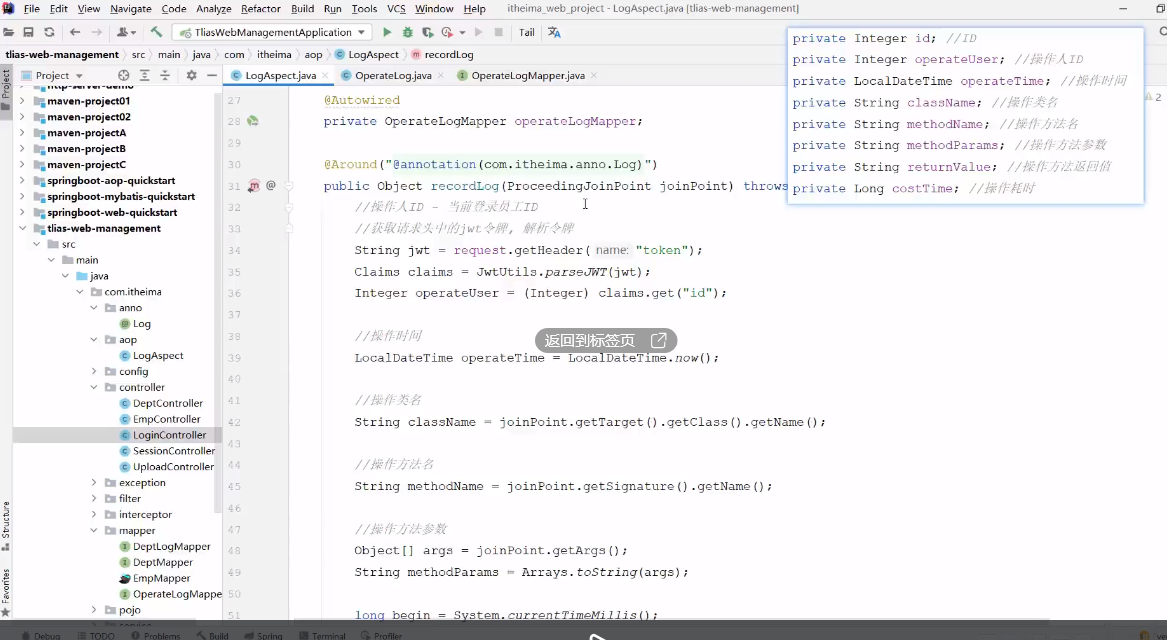 File Edit View Navigate Code Analyze Refactor Build Run Tools VCS Window Help itheima_web_project - LogAspect.java [tlias-web-management]
TliasWebManagementApplication Tail
tlias-web-management src main java com itheima aop LogAspect recordLog
Project LogAspect.java OperateLog.java OperateLogMapper.java
Project
maven-project01
maven-project02
maven-projectA
maven-projectB
maven-projectC
springboot-aop-quickstart
springboot-mybatis-quickstart
springboot-web-quickstart
tlias-web-management
src
main
java
com.itheima
anno
Log
aop
LogAspect
config
controller
DeptController
EmpController
LoginController
SessionController
UploadController
exception
filter
interceptor
mapper
DeptLogMapper
DeptMapper
EmpMapper
OperateLogMappe
pojo
Structure
Favorites
27 @Autowired
28 private OperateLogMapper operateLogMapper;
29
30 @Around("@annotation(com.itheima.anno.Log)")
31 public Object recordLog(ProceedingJoinPoint joinPoint) throws
32 //操作人ID - 当前登录员工ID
33 //获取请求头中的jwt令牌, 解析令牌
34 String jwt = request.getHeader( name: "token");
35 Claims claims = JwtUtils.parseJWT(jwt);
36 Integer operateUser = (Integer) claims.get("id");
37
38 //操作时间
39 LocalDateTime operateTime = LocalDateTime.now();
40
41 //操作类名
42 String className = joinPoint.getTarget().getClass().getName();
43
44 //操作方法名
45 String methodName = joinPoint.getSignature().getName();
46
47 //操作方法参数
48 Object[] args = joinPoint.getArgs();
49 String methodParams = Arrays.toString(args);
50
51 long begin = System.currentTimeMillis();
private Integer id; //ID
private Integer operateUser; //操作人ID
private LocalDateTime operateTime; //操作时间
private String className; //操作类名
private String methodName; //操作方法名
private String methodParams; //操作方法参数
private String returnValue; //操作方法返回值
private Long costTime; //操作耗时
2
返回到标签页
Debug TODO Problems Build Spring Terminal Profiler